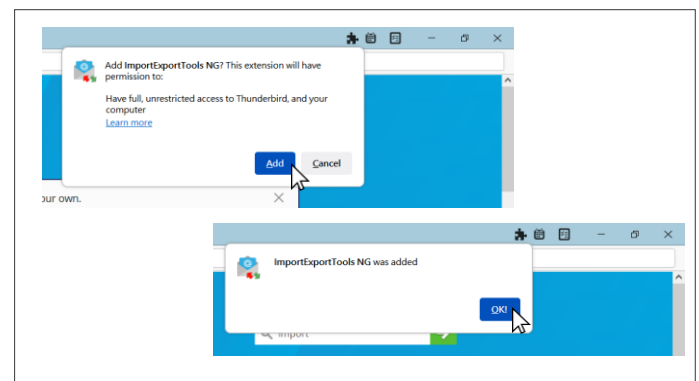 Add ImportExportTools NG? This extension will have
permission to:
Have full, unrestricted access to Thunderbird, and your
computer
Learn more
Add
Cancel
our own.
ImportExportTools NG was added
OK!
import